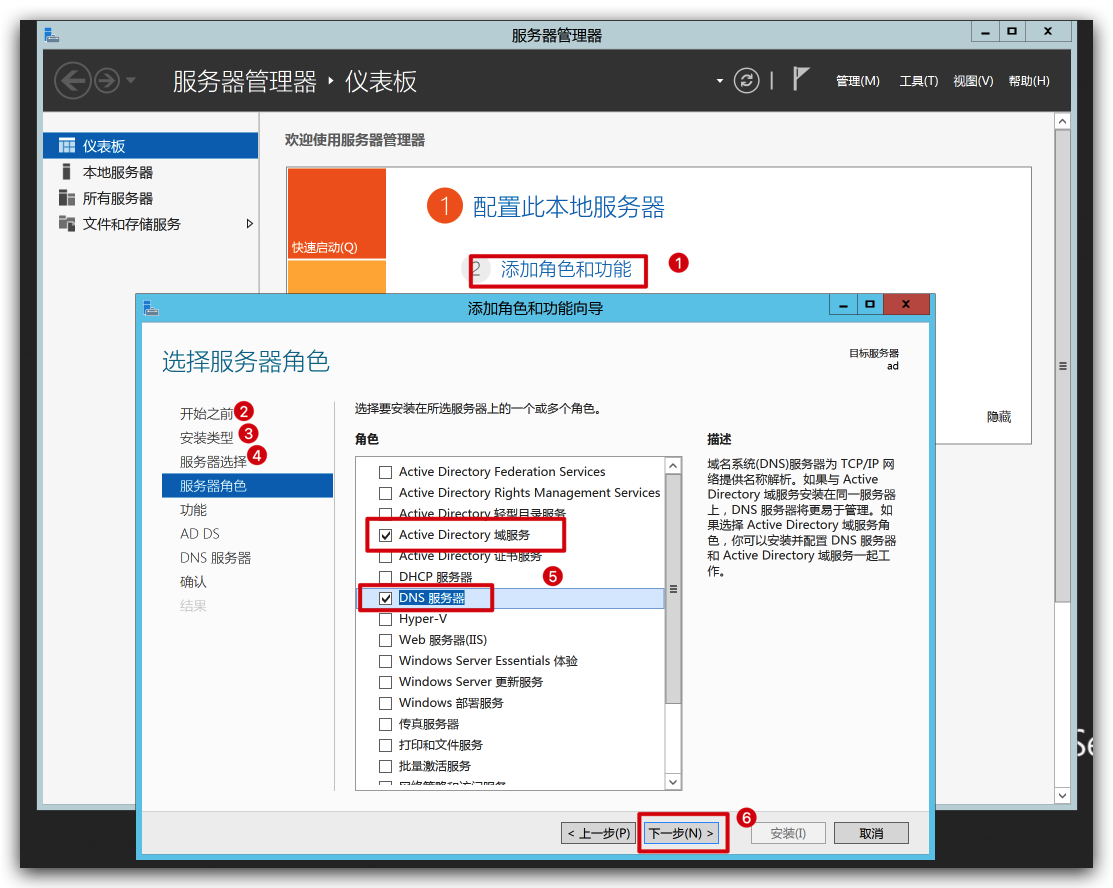 服务器管理器
服务器管理器 ‣ 仪表板
管理(M) 工具(T) 视图(V) 帮助(H)
仪表板
本地服务器
所有服务器
文件和存储服务
欢迎使用服务器管理器
快速启动(Q)
1 配置此本地服务器
2 添加角色和功能
1
隐藏
添加角色和功能向导
选择服务器角色
目标服务器
ad
开始之前
2
安装类型
3
服务器选择
4
服务器角色
功能
AD DS
DNS 服务器
确认
结果
选择要安装在所选服务器上的一个或多个角色。
角色
Active Directory Federation Services
Active Directory Rights Management Services
Active Directory 轻型目录服务
Active Directory 域服务
Active Directory 证书服务
DHCP 服务器
5
DNS 服务器
Hyper-V
Web 服务器(IIS)
Windows Server Essentials 体验
Windows Server 更新服务
Windows 部署服务
传真服务器
打印和文件服务
批量激活服务
网络策略和访问服务
描述
域名系统(DNS)服务器为 TCP/IP 网
络提供名称解析。如果与 Active
Directory 域服务安装在同一服务器
上，DNS 服务器将更易于管理。如
果选择 Active Directory 域服务角
色，你可以安装并配置 DNS 服务器
和 Active Directory 域服务一起工
作。
< 上一步(P)
下一步(N) >
6
安装(I)
取消
Se